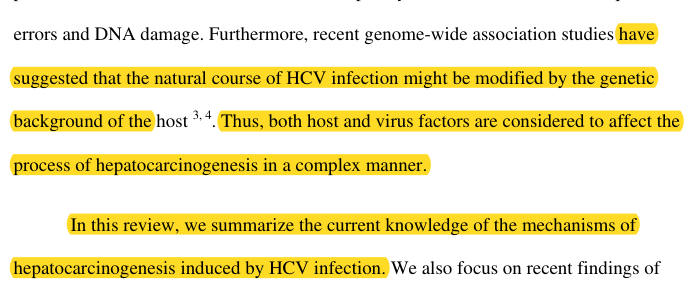 errors and DNA damage. Furthermore, recent genome-wide association studies have
suggested that the natural course of HCV infection might be modified by the genetic
background of the host 3, 4. Thus, both host and virus factors are considered to affect the
process of hepatocarcinogenesis in a complex manner.
In this review, we summarize the current knowledge of the mechanisms of
hepatocarcinogenesis induced by HCV infection. We also focus on recent findings of